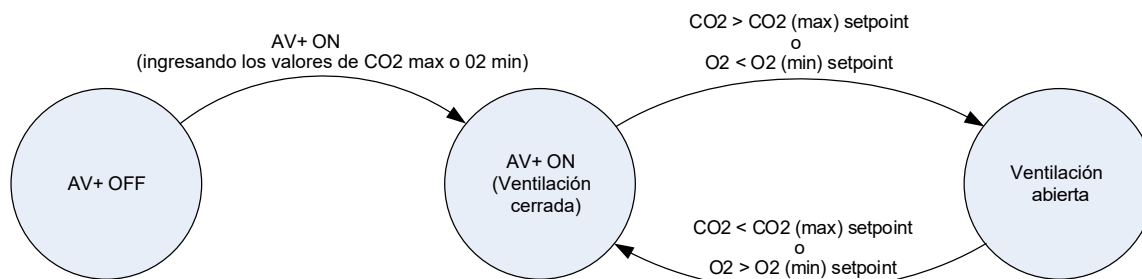 AV+ ON
(ingresando los valores de CO2 max o 02 min)
CO2 > CO2 (max) setpoint
o
O2 < O2 (min) setpoint
AV+ OFF
AV+ ON
(Ventilación
cerrada)
Ventilación
abierta
CO2 < CO2 (max) setpoint
o
O2 > O2 (min) setpoint